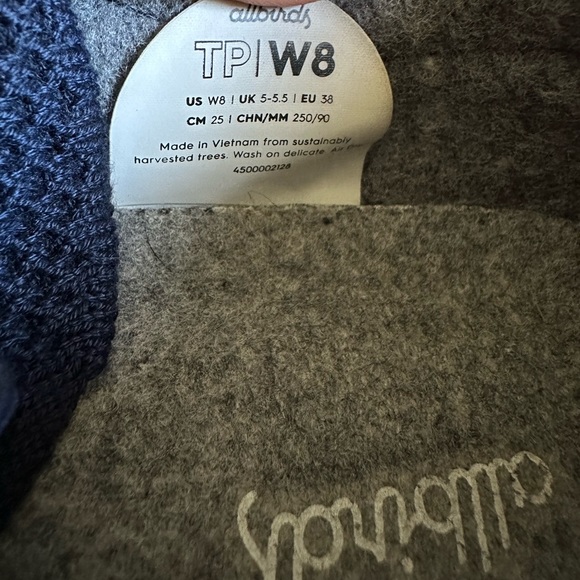 allbirds
TP|W8
US W8 | UK 5-5.5 | EU 38
CM 25 | CHN/MM 250/90
Made in Vietnam from sustainably
harvested trees. Wash on delicate. Air
4500002128
allbirds